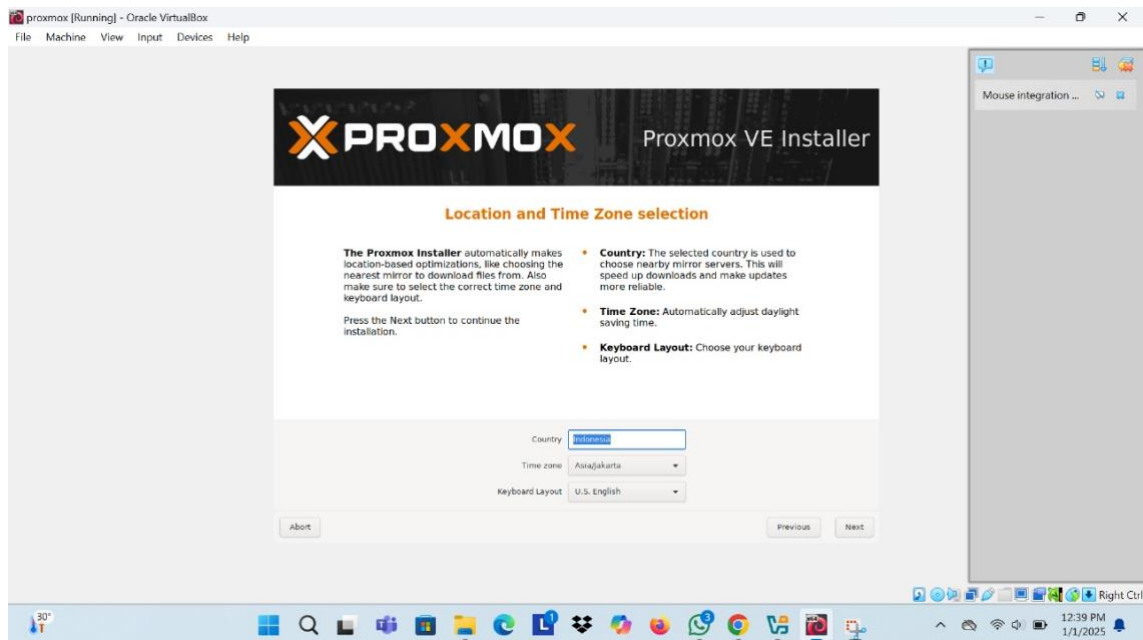 proxmox [Running] - Oracle VirtualBox
File Machine View Input Devices Help
Mouse integration ...
PROXMOX
Proxmox VE Installer
Location and Time Zone selection
The Proxmox Installer automatically makes
location-based optimizations, like choosing the
nearest mirror to download files from. Also
make sure to select the correct time zone and
keyboard layout.
Press the Next button to continue the
installation.
• Country: The selected country is used to
choose nearby mirror servers. This will
speed up downloads and make updates
more reliable.
• Time Zone: Automatically adjust daylight
saving time.
• Keyboard Layout: Choose your keyboard
layout.
Country Indonesia
Time zone Asia/Jakarta
Keyboard Layout U.S. English
Abort Previous Next
Right Ctrl
30°
12:39 PM
1/1/2025